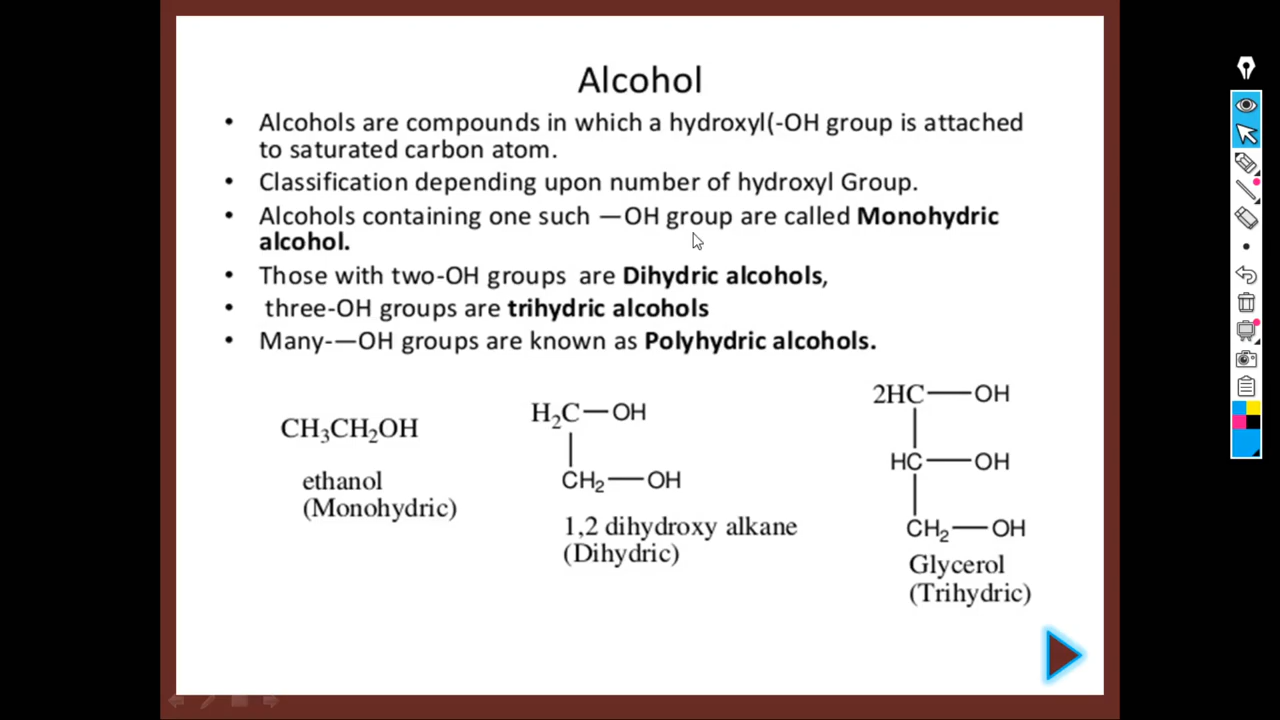 Alcohol
• Alcohols are compounds in which a hydroxyl(-OH group is attached
to saturated carbon atom.
• Classification depending upon number of hydroxyl Group.
• Alcohols containing one such —OH group are called Monohydric
alcohol.
• Those with two-OH groups are Dihydric alcohols,
• three-OH groups are trihydric alcohols
• Many-—OH groups are known as Polyhydric alcohols.
CH₃CH₂OH
ethanol
(Monohydric)
H₂C—OH
CH₂—OH
1,2 dihydroxy alkane
(Dihydric)
2HC—OH
HC—OH
CH₂—OH
Glycerol
(Trihydric)